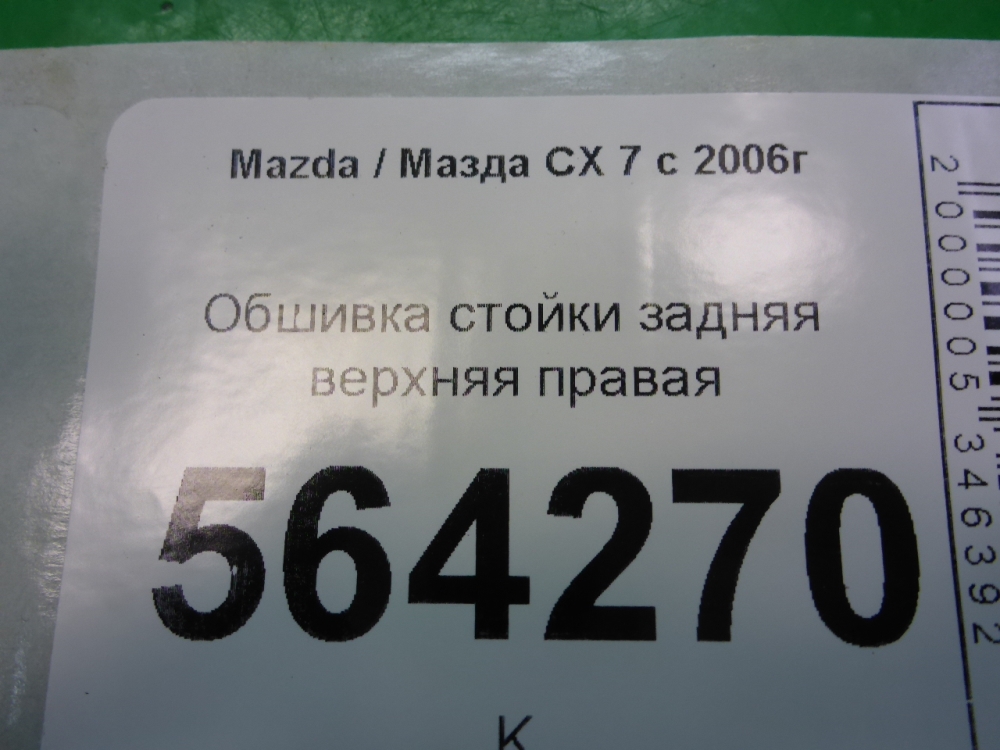 Mazda / Мазда CX 7 с 2006г
Обшивка стойки задняя
верхняя правая
564270
K
2000005346392